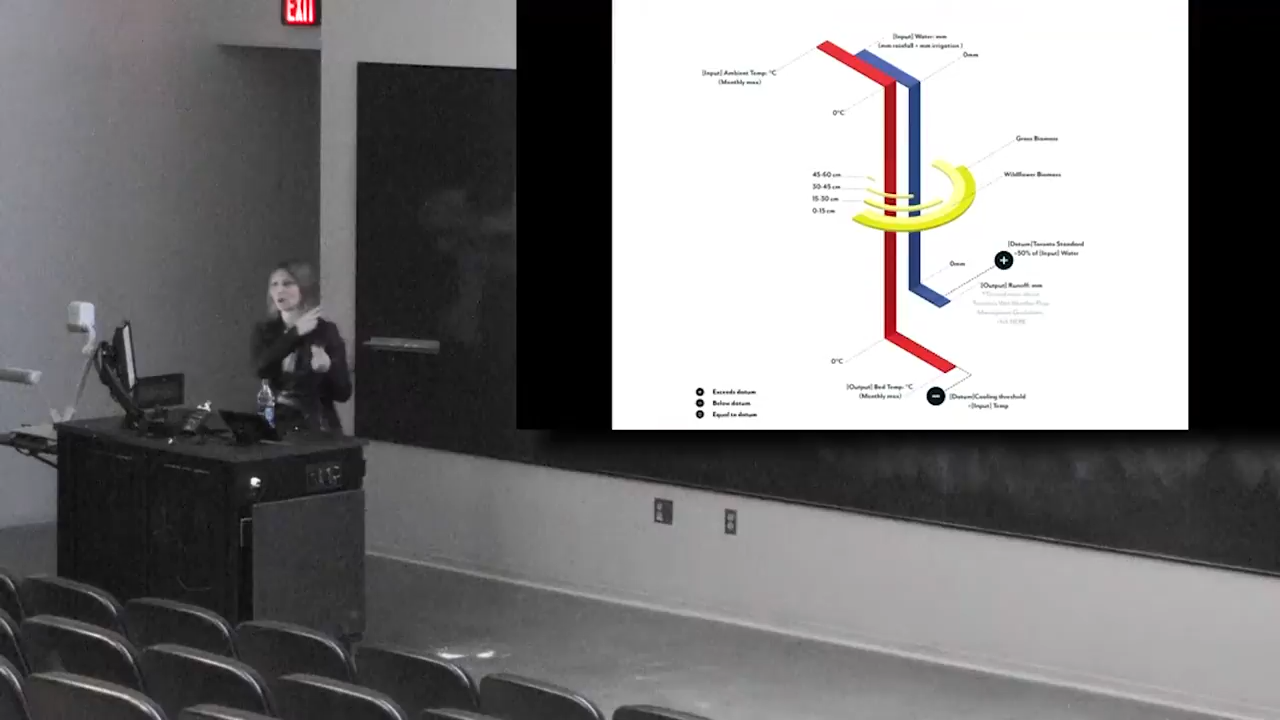 EXIT
[Input] Water: mm
(mm rainfall + mm irrigation)
0mm
[Input] Ambient Temp: °C
(Monthly max)
0°C
Grass Biomass
Wildflower Biomass
45-60 cm
30-45 cm
15-30 cm
0-15 cm
[Datum]Toronto Standard
~50% of [Input] Water
0mm
[Output] Runoff: mm
0°C
[Output] Bed Temp: °C
(Monthly max)
[Datum]Cooling threshold
=[Input] Temp
Exceeds datum
Below datum
Equal to datum